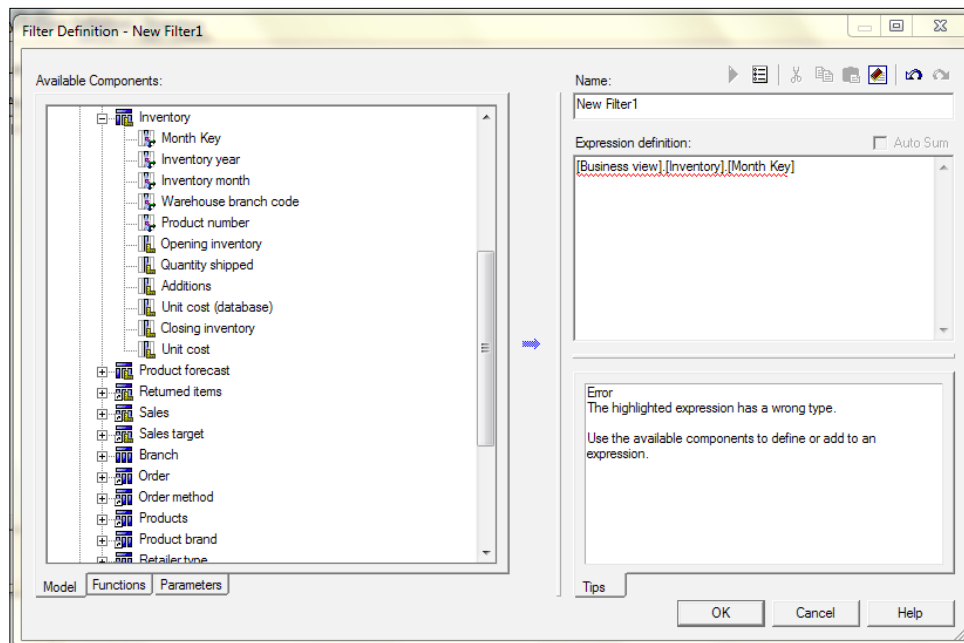 Filter Definition - New Filter1
Available Components:
Inventory
Month Key
Inventory year
Inventory month
Warehouse branch code
Product number
Opening inventory
Quantity shipped
Additions
Unit cost (database)
Closing inventory
Unit cost
Product forecast
Returned items
Sales
Sales target
Branch
Order
Order method
Products
Product brand
Retailer type
Model Functions Parameters
Name:
New Filter1
Expression definition:
Auto Sum
[Business view].[Inventory].[Month Key]
Error
The highlighted expression has a wrong type.
Use the available components to define or add to an
expression.
Tips
OK Cancel Help